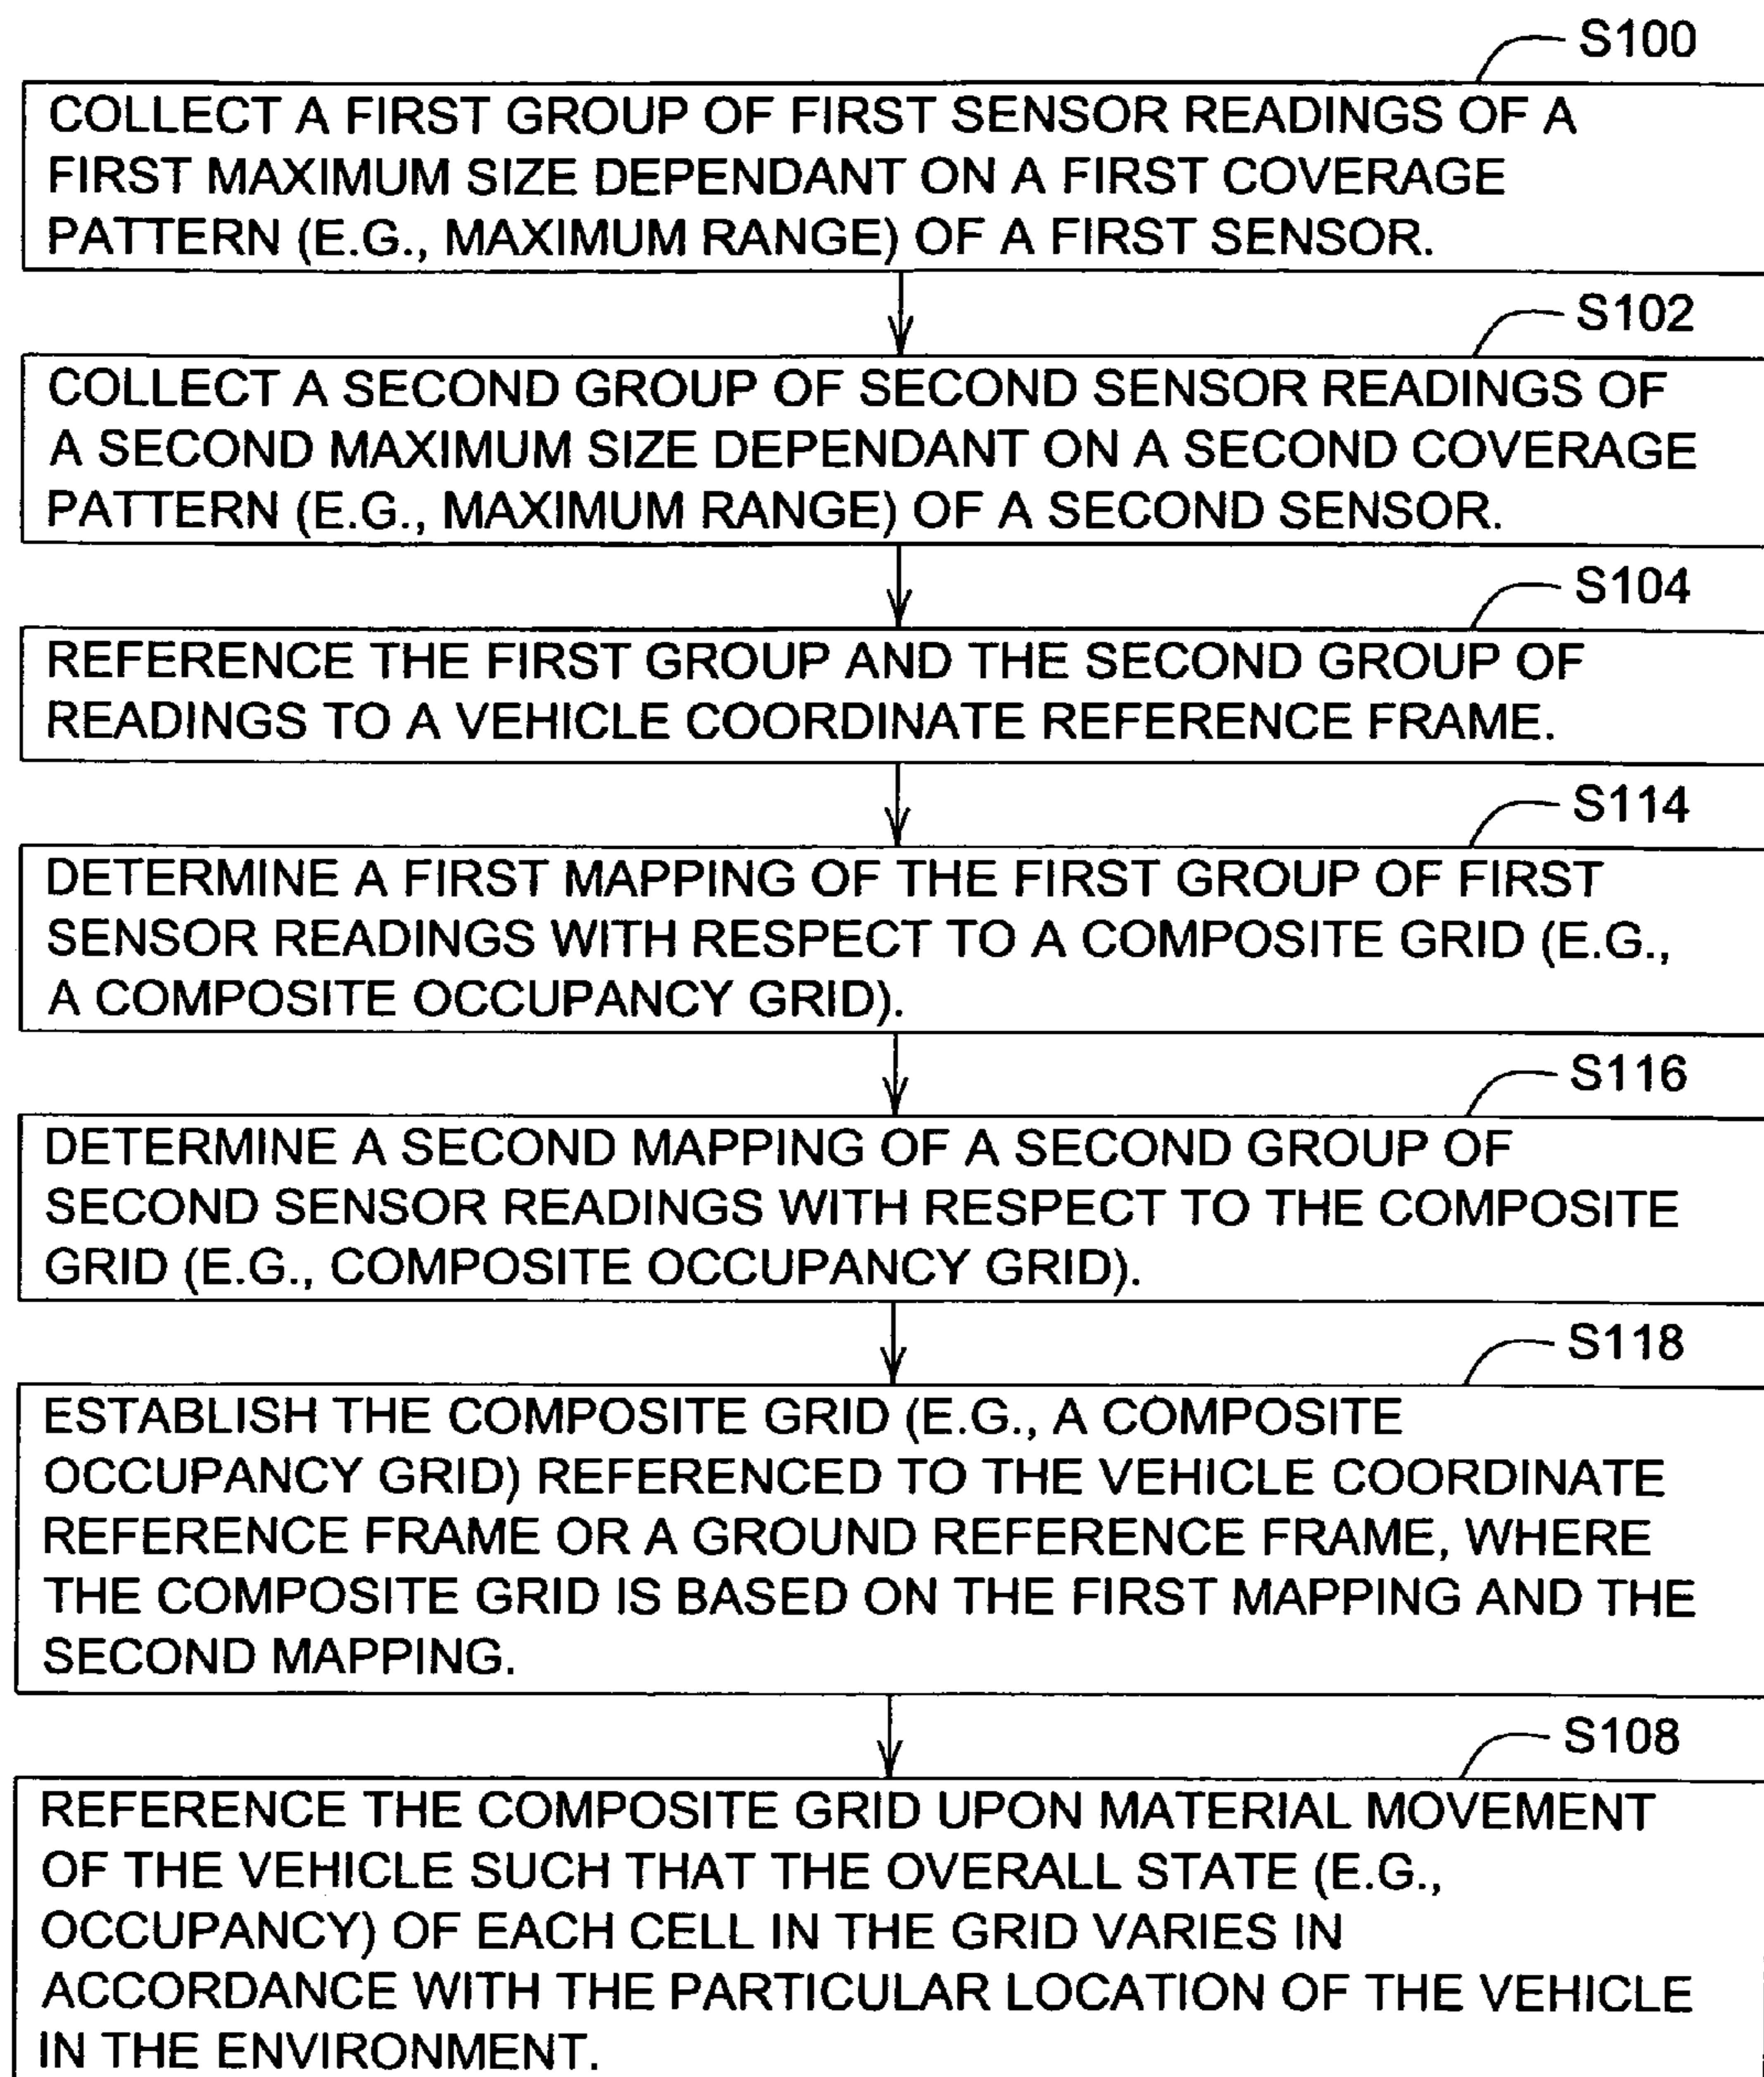 S100
COLLECT A FIRST GROUP OF FIRST SENSOR READINGS OF A
FIRST MAXIMUM SIZE DEPENDANT ON A FIRST COVERAGE
PATTERN (E.G., MAXIMUM RANGE) OF A FIRST SENSOR.
S102
COLLECT A SECOND GROUP OF SECOND SENSOR READINGS OF
A SECOND MAXIMUM SIZE DEPENDANT ON A SECOND COVERAGE
PATTERN (E.G., MAXIMUM RANGE) OF A SECOND SENSOR.
S104
REFERENCE THE FIRST GROUP AND THE SECOND GROUP OF
READINGS TO A VEHICLE COORDINATE REFERENCE FRAME.
S114
DETERMINE A FIRST MAPPING OF THE FIRST GROUP OF FIRST
SENSOR READINGS WITH RESPECT TO A COMPOSITE GRID (E.G.,
A COMPOSITE OCCUPANCY GRID).
S116
DETERMINE A SECOND MAPPING OF A SECOND GROUP OF
SECOND SENSOR READINGS WITH RESPECT TO THE COMPOSITE
GRID (E.G., COMPOSITE OCCUPANCY GRID).
S118
ESTABLISH THE COMPOSITE GRID (E.G., A COMPOSITE
OCCUPANCY GRID) REFERENCED TO THE VEHICLE COORDINATE
REFERENCE FRAME OR A GROUND REFERENCE FRAME, WHERE
THE COMPOSITE GRID IS BASED ON THE FIRST MAPPING AND THE
SECOND MAPPING.
S108
REFERENCE THE COMPOSITE GRID UPON MATERIAL MOVEMENT
OF THE VEHICLE SUCH THAT THE OVERALL STATE (E.G.,
OCCUPANCY) OF EACH CELL IN THE GRID VARIES IN
ACCORDANCE WITH THE PARTICULAR LOCATION OF THE VEHICLE
IN THE ENVIRONMENT.